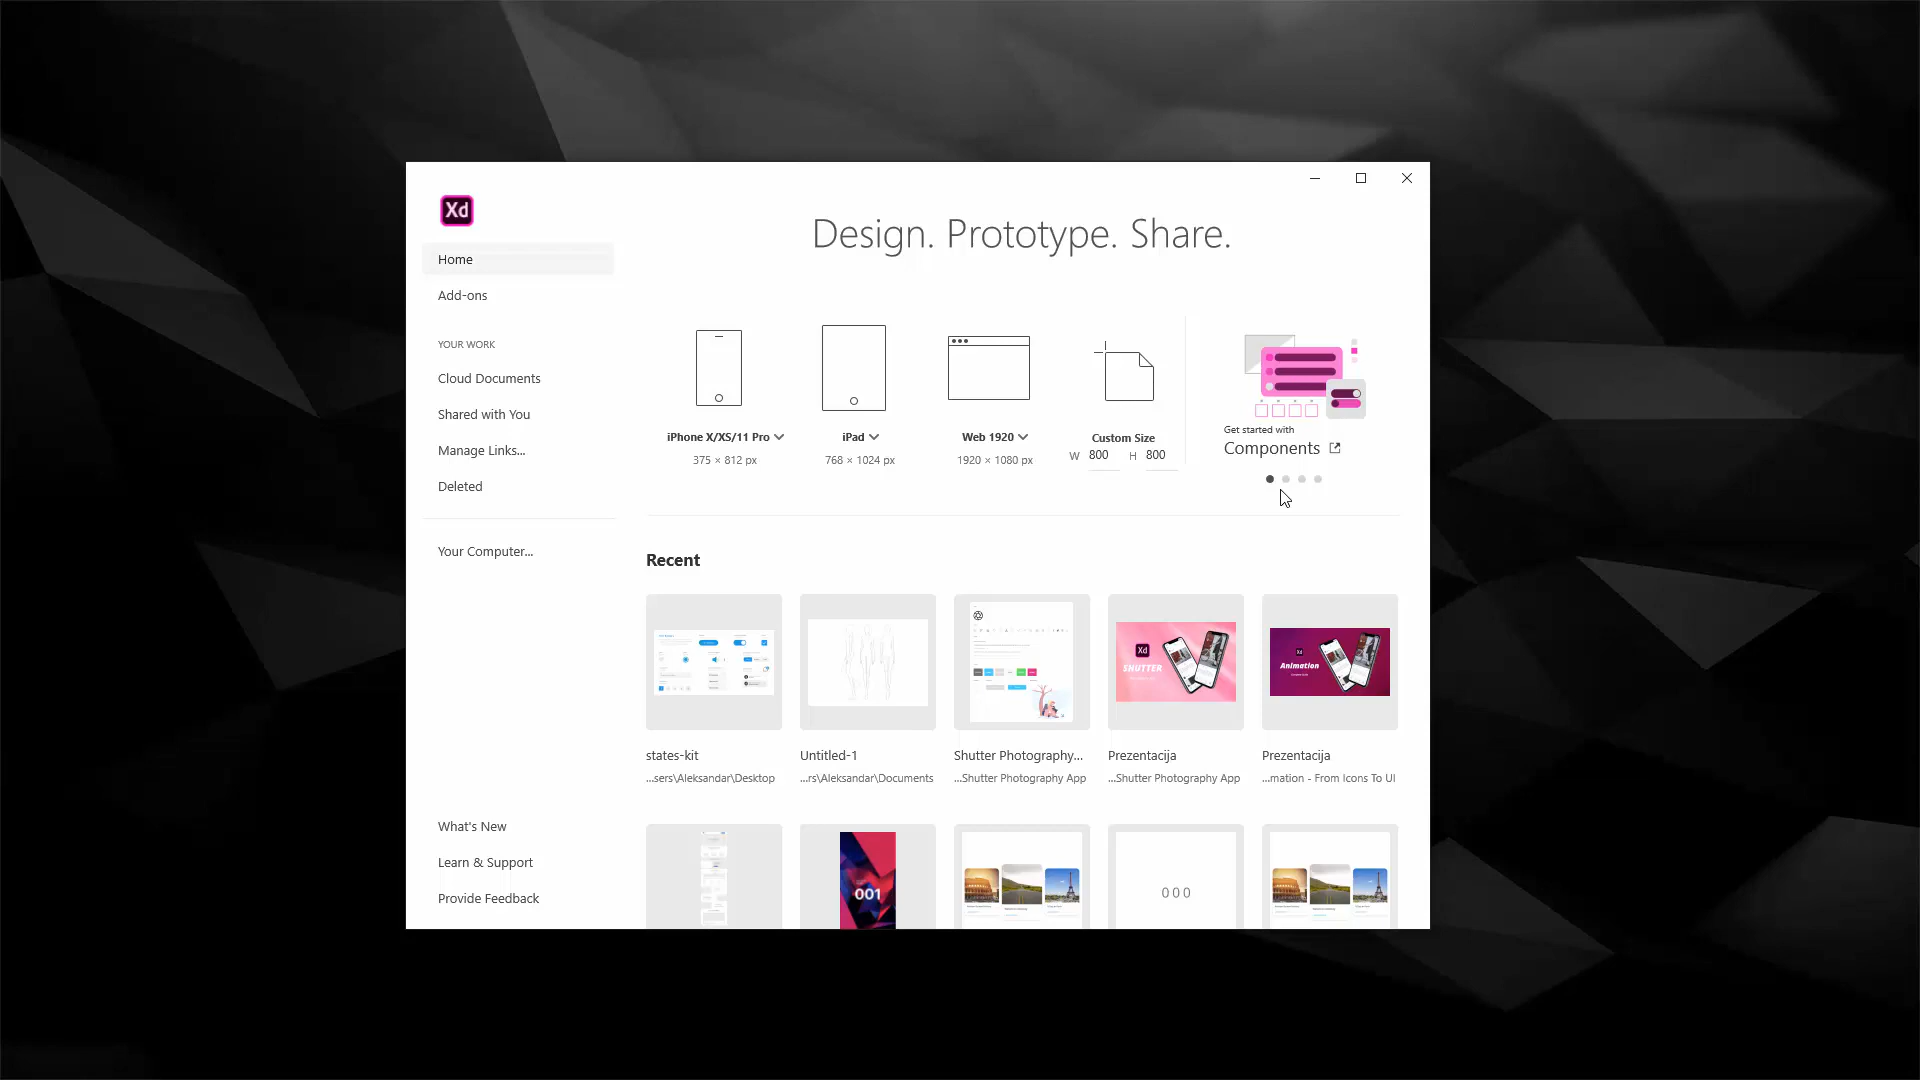 Xd
Design. Prototype. Share.
Home
Add-ons
YOUR WORK
Cloud Documents
Shared with You
Manage Links...
Deleted
Your Computer...
What's New
Learn & Support
Provide Feedback
iPhone X/XS/11 Pro
375 × 812 px
iPad
768 × 1024 px
Web 1920
1920 × 1080 px
Custom Size
W 800 H 800
Get started with
Components
Recent
Xd
SHUTTER
Xd
Animation
states-kit
...sers\Aleksandar\Desktop
Untitled-1
...rs\Aleksandar\Documents
Shutter Photography...
...Shutter Photography App
Prezentacija
...Shutter Photography App
Prezentacija
...mation - From Icons To UI
001
000